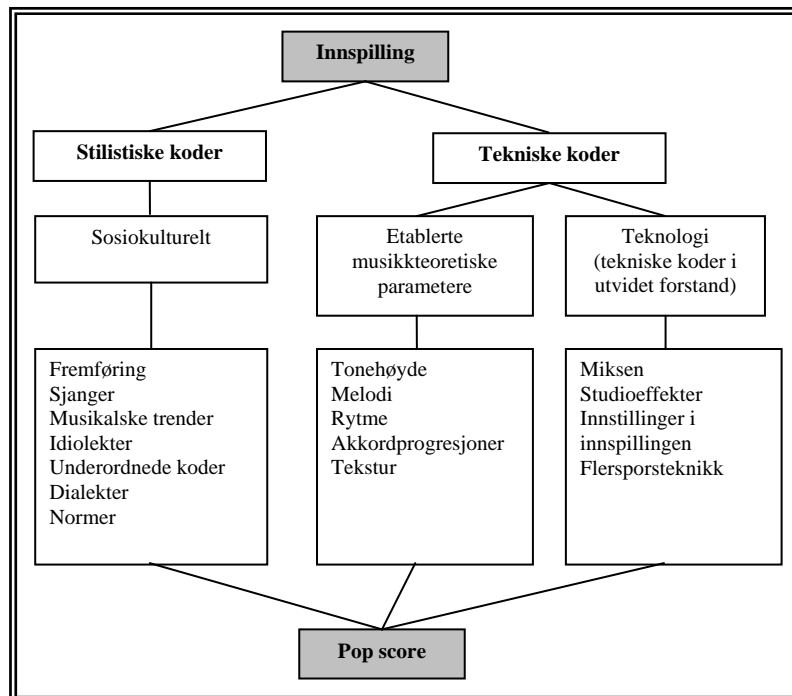 Innspilling
Stilistiske koder
Tekniske koder
Sosiokulturelt
Etablerte
musikkteoretiske
parametere
Teknologi
(tekniske koder i
utvidet forstand)
Fremføring
Sjanger
Musikalske trender
Idiolekter
Underordnede koder
Dialekter
Normer
Tonehøyde
Melodi
Rytme
Akkordprogresjoner
Tekstur
Miksen
Studioeffekter
Innstillinger i
innspillingen
Flersporsteknikk
Pop score